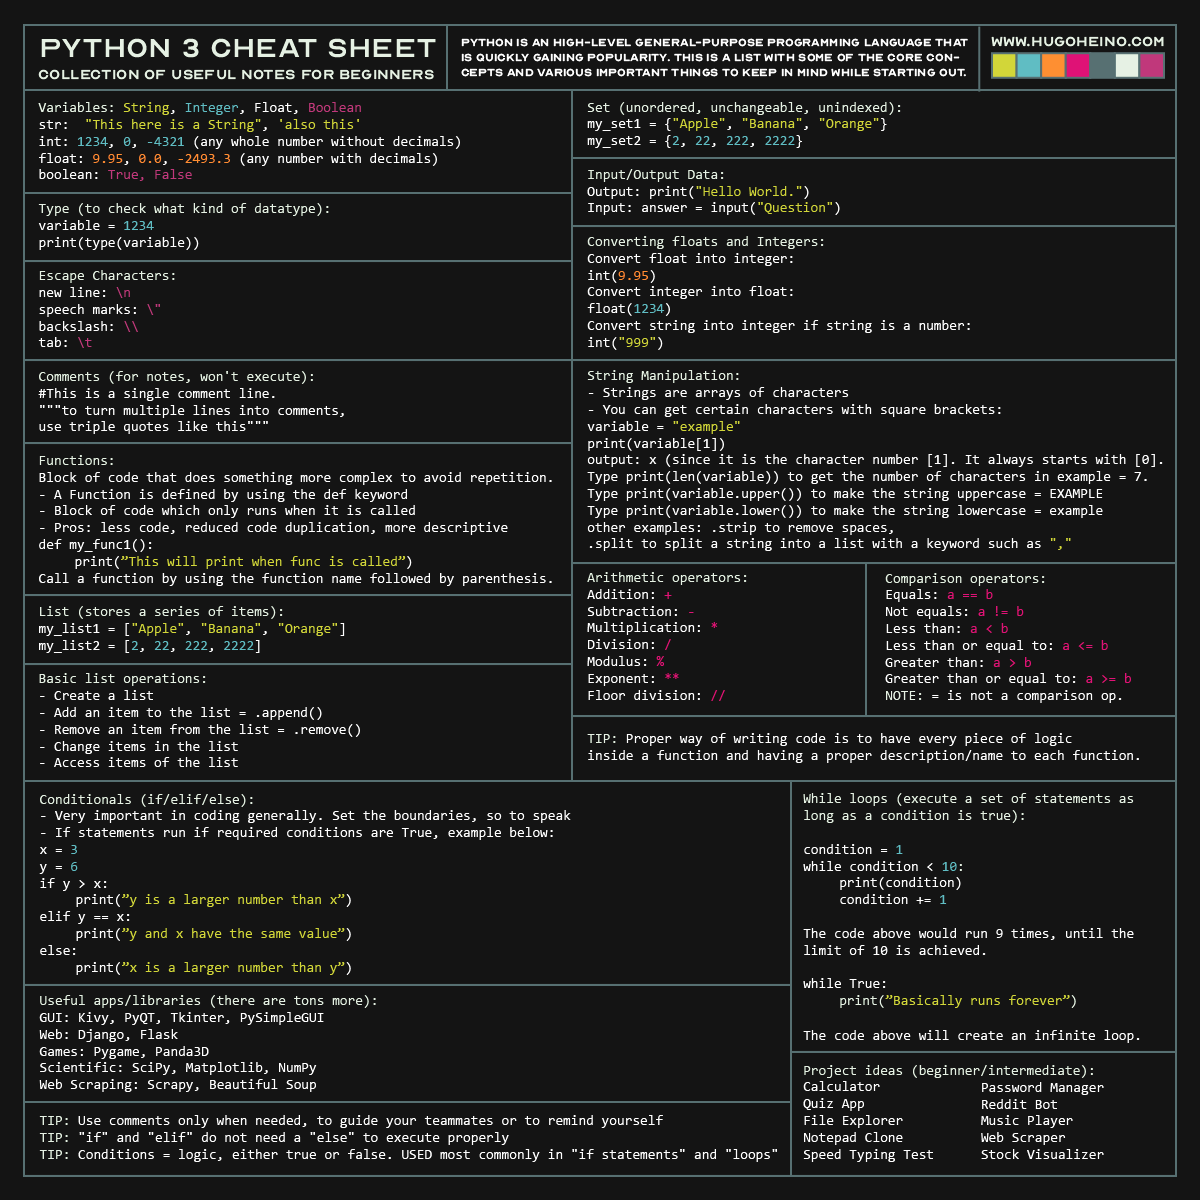 PYTHON 3 CHEAT SHEET
COLLECTION OF USEFUL NOTES FOR BEGINNERS
PYTHON IS AN HIGH-LEVEL GENERAL-PURPOSE PROGRAMMING LANGUAGE THAT
IS QUICKLY GAINING POPULARITY. THIS IS A LIST WITH SOME OF THE CORE CON-
CEPTS AND VARIOUS IMPORTANT THINGS TO KEEP IN MIND WHILE STARTING OUT.
WWW.HUGOHEINO.COM
Variables: String, Integer, Float, Boolean
str:  "This here is a String", 'also this'
int: 1234, 0, -4321 (any whole number without decimals)
float: 9.95, 0.0, -2493.3 (any number with decimals)
boolean: True, False
Type (to check what kind of datatype):
variable = 1234
print(type(variable))
Escape Characters:
new line: \n
speech marks: \"
backslash: \\
tab: \t
Comments (for notes, won't execute):
#This is a single comment line.
"""to turn multiple lines into comments,
use triple quotes like this"""
Functions:
Block of code that does something more complex to avoid repetition.
- A Function is defined by using the def keyword
- Block of code which only runs when it is called
- Pros: less code, reduced code duplication, more descriptive
def my_func1():
    print(”This will print when func is called”)
Call a function by using the function name followed by parenthesis.
List (stores a series of items):
my_list1 = ["Apple", "Banana", "Orange"]
my_list2 = [2, 22, 222, 2222]
Basic list operations:
- Create a list
- Add an item to the list = .append()
- Remove an item from the list = .remove()
- Change items in the list
- Access items of the list
Set (unordered, unchangeable, unindexed):
my_set1 = {"Apple", "Banana", "Orange"}
my_set2 = {2, 22, 222, 2222}
Input/Output Data:
Output: print("Hello World.")
Input: answer = input("Question")
Converting floats and Integers:
Convert float into integer:
int(9.95)
Convert integer into float:
float(1234)
Convert string into integer if string is a number:
int("999")
String Manipulation:
- Strings are arrays of characters
- You can get certain characters with square brackets:
variable = "example"
print(variable[1])
output: x (since it is the character number [1]. It always starts with [0].
Type print(len(variable)) to get the number of characters in example = 7.
Type print(variable.upper()) to make the string uppercase = EXAMPLE
Type print(variable.lower()) to make the string lowercase = example
other examples: .strip to remove spaces,
.split to split a string into a list with a keyword such as ","
Arithmetic operators:
Addition: +
Subtraction: -
Multiplication: *
Division: /
Modulus: %
Exponent: **
Floor division: //
Comparison operators:
Equals: a == b
Not equals: a != b
Less than: a < b
Less than or equal to: a <= b
Greater than: a > b
Greater than or equal to: a >= b
NOTE: = is not a comparison op.
TIP: Proper way of writing code is to have every piece of logic
inside a function and having a proper description/name to each function.
Conditionals (if/elif/else):
- Very important in coding generally. Set the boundaries, so to speak
- If statements run if required conditions are True, example below:
x = 3
y = 6
if y > x:
    print(”y is a larger number than x”)
elif y == x:
    print(”y and x have the same value”)
else:
    print(”x is a larger number than y”)
Useful apps/libraries (there are tons more):
GUI: Kivy, PyQT, Tkinter, PySimpleGUI
Web: Django, Flask
Games: Pygame, Panda3D
Scientific: SciPy, Matplotlib, NumPy
Web Scraping: Scrapy, Beautiful Soup
TIP: Use comments only when needed, to guide your teammates or to remind yourself
TIP: "if" and "elif" do not need a "else" to execute properly
TIP: Conditions = logic, either true or false. USED most commonly in "if statements" and "loops"
While loops (execute a set of statements as
long as a condition is true):
condition = 1
while condition < 10:
    print(condition)
    condition += 1
The code above would run 9 times, until the
limit of 10 is achieved.
while True:
    print(”Basically runs forever”)
The code above will create an infinite loop.
Project ideas (beginner/intermediate):
Calculator
Quiz App
File Explorer
Notepad Clone
Speed Typing Test
Password Manager
Reddit Bot
Music Player
Web Scraper
Stock Visualizer